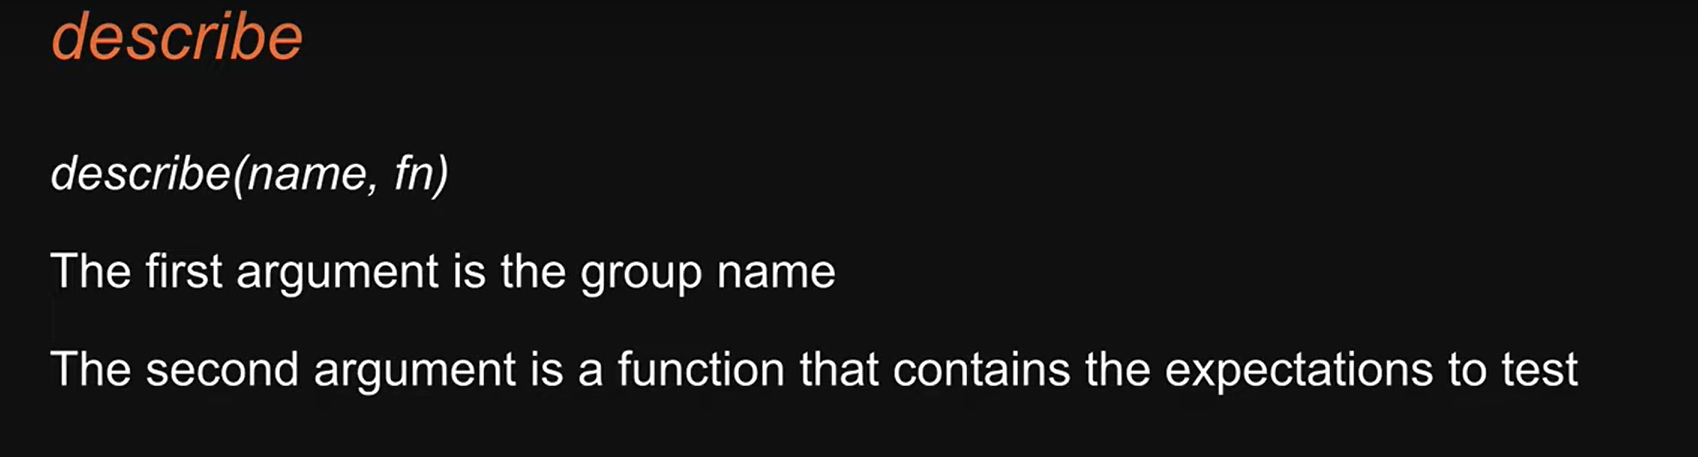 describe
describe(name, fn)
The first argument is the group name
The second argument is a function that contains the expectations to test